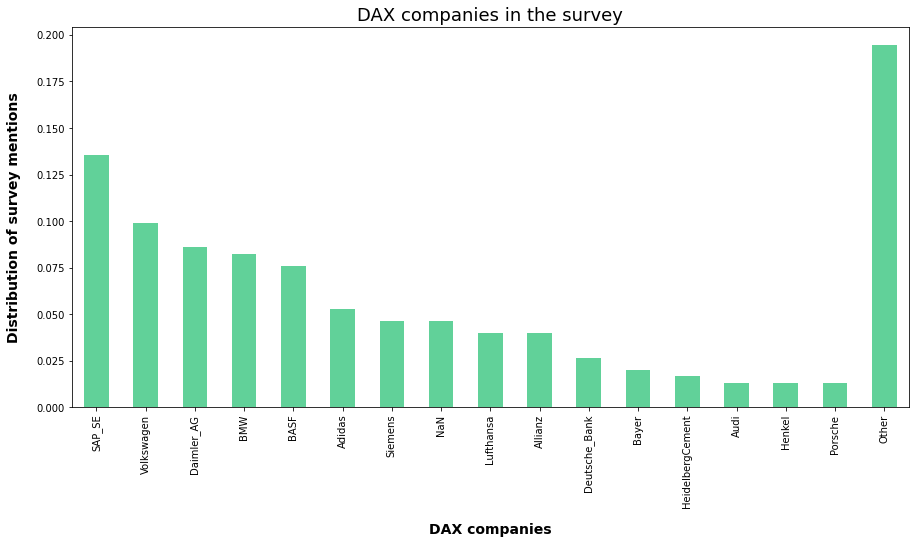 DAX companies in the survey
Distribution of survey mentions
0.200
0.175
0.150
0.125
0.100
0.075
0.050
0.025
0.000
SAP_SE
Volkswagen
Daimler_AG
BMW
BASF
Adidas
Siemens
NaN
Lufthansa
Allianz
Deutsche_Bank
Bayer
HeidelbergCement
Audi
Henkel
Porsche
Other
DAX companies